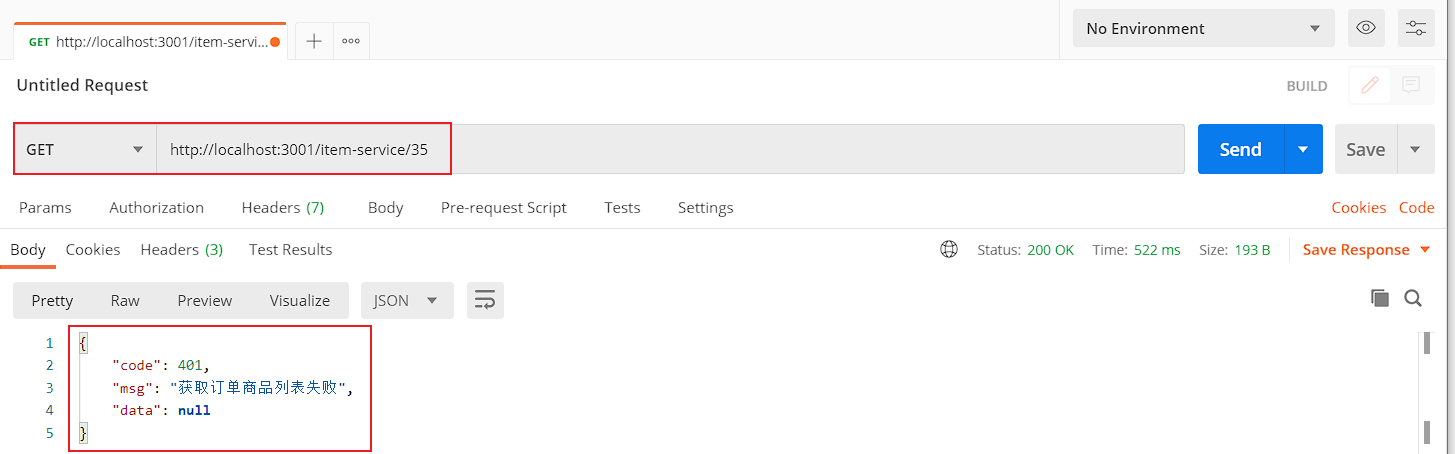 GET http://localhost:3001/item-servi...
No Environment
Untitled Request
BUILD
GET http://localhost:3001/item-service/35
Send
Save
Params Authorization Headers (7) Body Pre-request Script Tests Settings
Cookies Code
Body Cookies Headers (3) Test Results
Status: 200 OK Time: 522 ms Size: 193 B Save Response
Pretty Raw Preview Visualize JSON
1 {
2 "code": 401,
3 "msg": "获取订单商品列表失败",
4 "data": null
5 }